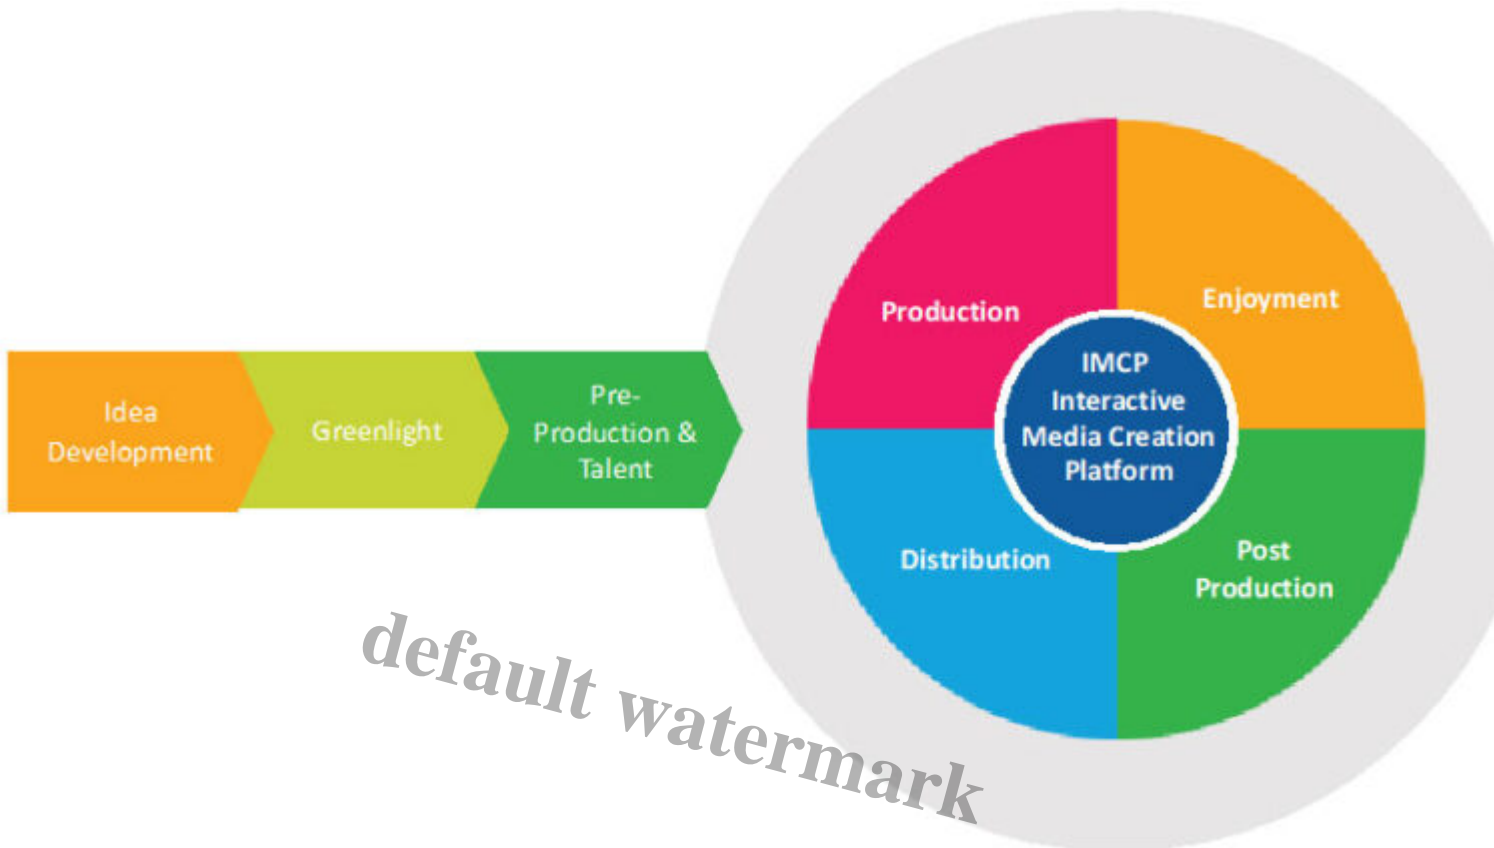 Idea
Development
Greenlight
Pre-
Production &
Talent
Production
Enjoyment
IMCP
Interactive
Media Creation
Platform
Distribution
Post
Production
default watermark